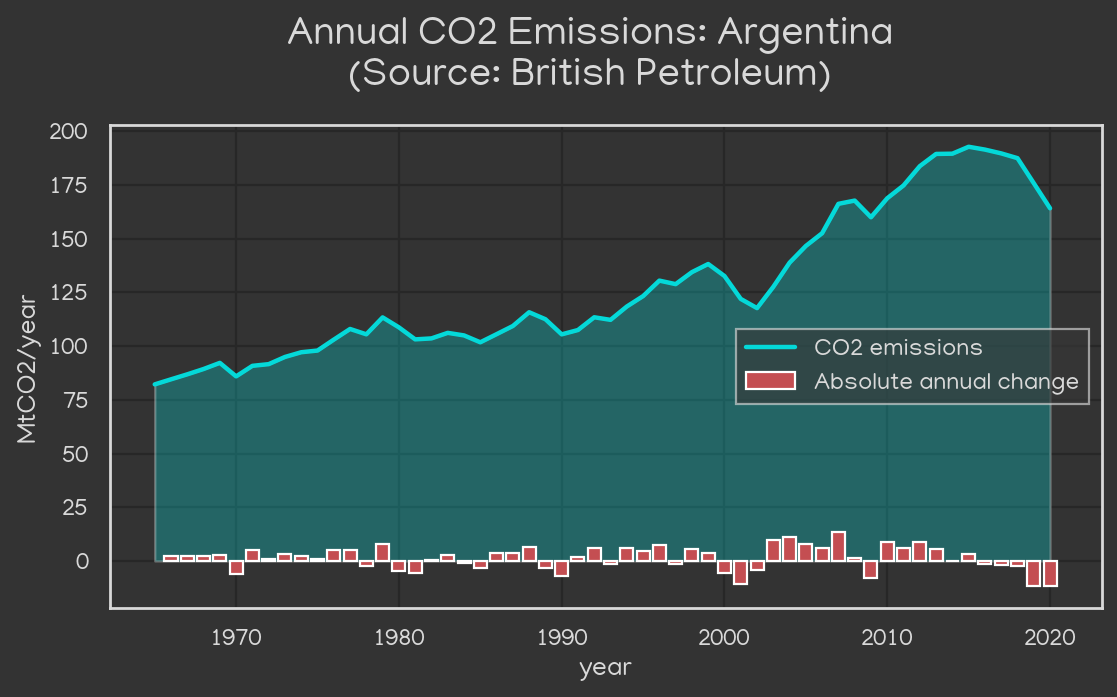 Annual CO2 Emissions: Argentina
(Source: British Petroleum)
MtCO2/year
200
175
150
125
100
75
50
25
0
CO2 emissions
Absolute annual change
1970 1980 1990 2000 2010 2020
year